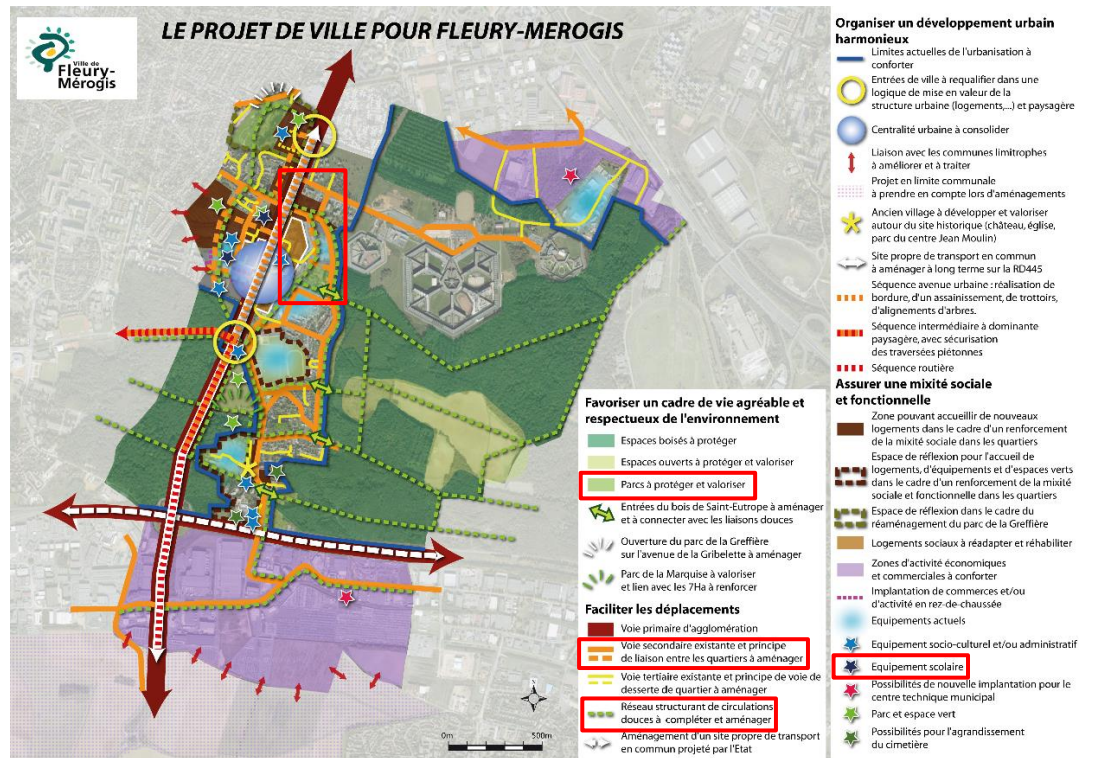 LE PROJET DE VILLE POUR FLEURY-MEROGIS
Ville de
Fleury-
Mérogis
Favoriser un cadre de vie agréable et
respectueux de l'environnement
Espaces boisés à protéger
Espaces ouverts à protéger et valoriser
Parcs à protéger et valoriser
Entrées du bois de Saint-Eutrope à aménager
et à connecter avec les liaisons douces
Ouverture du parc de la Greffière
sur l'avenue de la Gribelette à aménager
Parc de la Marquise à valoriser
et lien avec les 7Ha à renforcer
Faciliter les déplacements
Voie primaire d'agglomération
Voie secondaire existante et principe
de liaison entre les quartiers à aménager
Voie tertiaire existante et principe de voie de
desserte de quartier à aménager
Réseau structurant de circulations
douces à compléter et aménager
Aménagement d'un site propre de transport
en commun projeté par l'Etat
0m 500m
N
Organiser un développement urbain
harmonieux
Limites actuelles de l'urbanisation à
conforter
Entrées de ville à requalifier dans une
logique de mise en valeur de la
structure urbaine (logements,...) et paysagère
Centralité urbaine à consolider
Liaison avec les communes limitrophes
à améliorer et à traiter
Projet en limite communale
à prendre en compte lors d'aménagements
Ancien village à développer et valoriser
autour du site historique (château, église,
parc du centre Jean Moulin)
Site propre de transport en commun
à aménager à long terme sur la RD445
Séquence avenue urbaine : réalisation de
bordure, d'un assainissement, de trottoirs,
d'alignements d'arbres.
Séquence intermédiaire à dominante
paysagère, avec sécurisation
des traversées piétonnes
Séquence routière
Assurer une mixité sociale
et fonctionnelle
Zone pouvant accueillir de nouveaux
logements dans le cadre d'un renforcement
de la mixité sociale dans les quartiers
Espace de réflexion pour l'accueil de
logements, d'équipements et d'espaces verts
dans le cadre d'un renforcement de la mixité
sociale et fonctionnelle dans les quartiers
Espace de réflexion dans le cadre du
réaménagement du parc de la Greffière
Logements sociaux à réadapter et réhabiliter
Zones d'activité économiques
et commerciales à conforter
Implantation de commerces et/ou
d'activité en rez-de-chaussée
Equipements actuels
Equipement socio-culturel et/ou administratif
Equipement scolaire
Possibilités de nouvelle implantation pour le
centre technique municipal
Parc et espace vert
Possibilités pour l'agrandissement
du cimetière